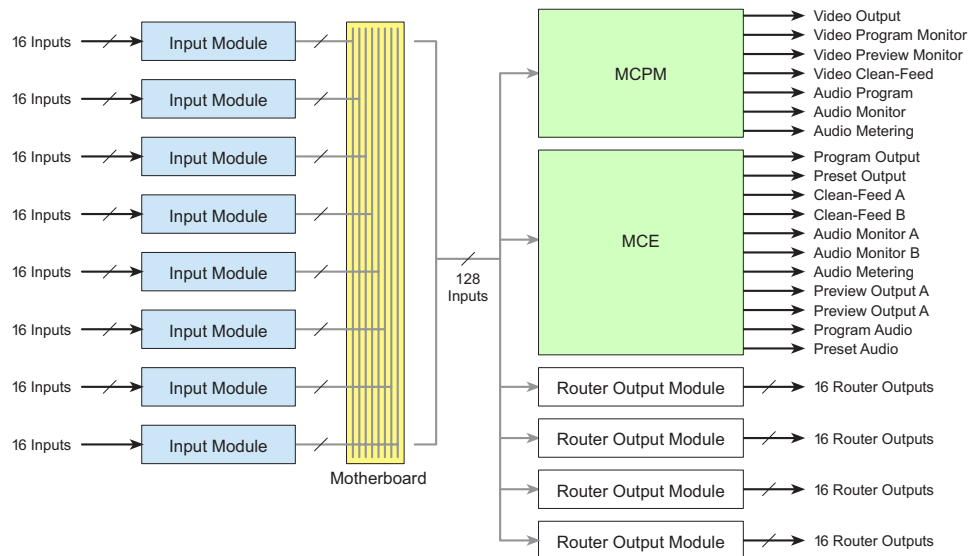 16 Inputs
Input Module
16 Inputs
Input Module
16 Inputs
Input Module
16 Inputs
Input Module
16 Inputs
Input Module
16 Inputs
Input Module
16 Inputs
Input Module
16 Inputs
Input Module
Motherboard
128
Inputs
MCPM
Video Output
Video Program Monitor
Video Preview Monitor
Video Clean-Feed
Audio Program
Audio Monitor
Audio Metering
MCE
Program Output
Preset Output
Clean-Feed A
Clean-Feed B
Audio Monitor A
Audio Monitor B
Audio Metering
Preview Output A
Preview Output A
Program Audio
Preset Audio
Router Output Module
16 Router Outputs
Router Output Module
16 Router Outputs
Router Output Module
16 Router Outputs
Router Output Module
16 Router Outputs